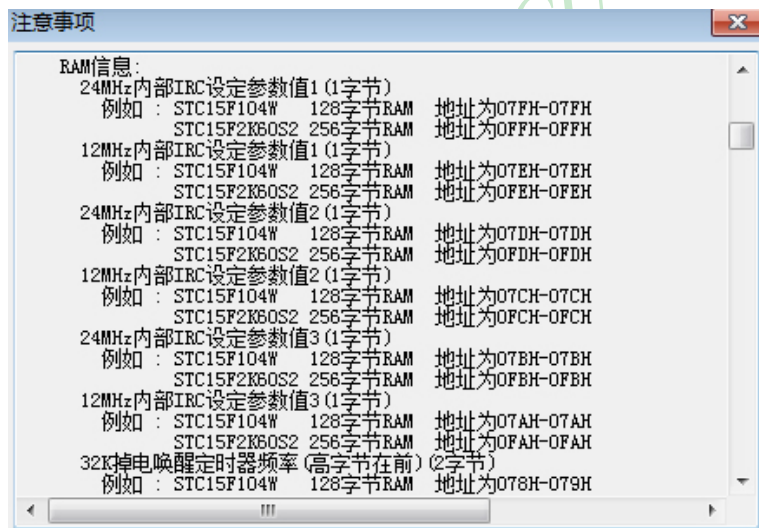 注意事项
RAM信息:
24MHz内部IRC设定参数值1(1字节)
例如 : STC15F104W 128字节RAM 地址为07FH-07FH
STC15F2K60S2 256字节RAM 地址为0FFH-0FFH
12MHz内部IRC设定参数值1(1字节)
例如 : STC15F104W 128字节RAM 地址为07EH-07EH
STC15F2K60S2 256字节RAM 地址为0FEH-0FEH
24MHz内部IRC设定参数值2(1字节)
例如 : STC15F104W 128字节RAM 地址为07DH-07DH
STC15F2K60S2 256字节RAM 地址为0FDH-0FDH
12MHz内部IRC设定参数值2(1字节)
例如 : STC15F104W 128字节RAM 地址为07CH-07CH
STC15F2K60S2 256字节RAM 地址为0FCH-0FCH
24MHz内部IRC设定参数值3(1字节)
例如 : STC15F104W 128字节RAM 地址为07BH-07BH
STC15F2K60S2 256字节RAM 地址为0FBH-0FBH
12MHz内部IRC设定参数值3(1字节)
例如 : STC15F104W 128字节RAM 地址为07AH-07AH
STC15F2K60S2 256字节RAM 地址为0FAH-0FAH
32K掉电唤醒定时器频率(高字节在前)(2字节)
例如 : STC15F104W 128字节RAM 地址为078H-079H